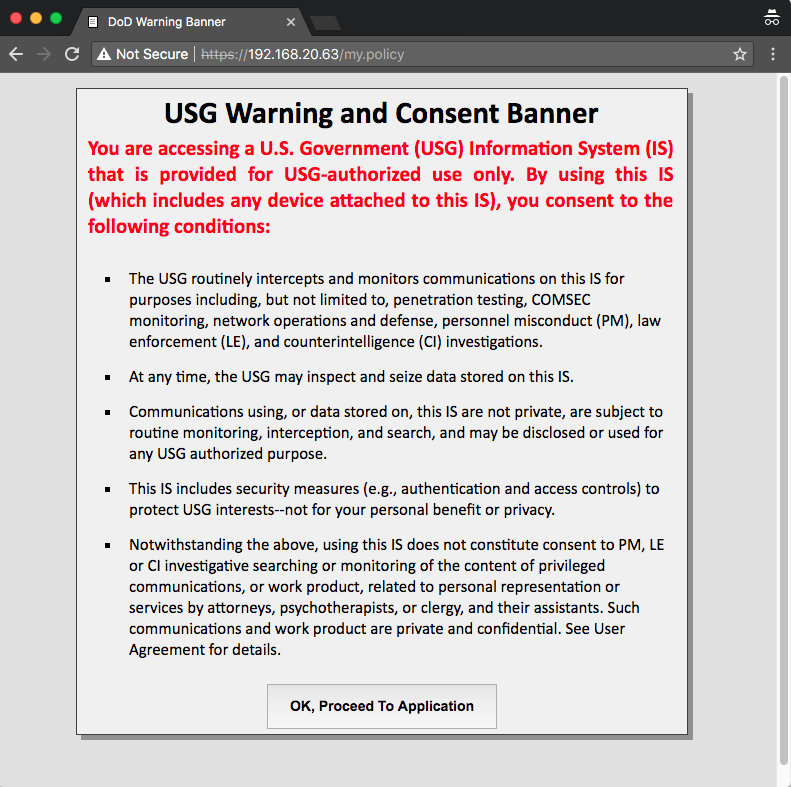 DoD Warning Banner
Not Secure | https://192.168.20.63/my.policy
USG Warning and Consent Banner
You are accessing a U.S. Government (USG) Information System (IS)
that is provided for USG-authorized use only. By using this IS
(which includes any device attached to this IS), you consent to the
following conditions:
The USG routinely intercepts and monitors communications on this IS for
purposes including, but not limited to, penetration testing, COMSEC
monitoring, network operations and defense, personnel misconduct (PM), law
enforcement (LE), and counterintelligence (CI) investigations.
At any time, the USG may inspect and seize data stored on this IS.
Communications using, or data stored on, this IS are not private, are subject to
routine monitoring, interception, and search, and may be disclosed or used for
any USG authorized purpose.
This IS includes security measures (e.g., authentication and access controls) to
protect USG interests--not for your personal benefit or privacy.
Notwithstanding the above, using this IS does not constitute consent to PM, LE
or CI investigative searching or monitoring of the content of privileged
communications, or work product, related to personal representation or
services by attorneys, psychotherapists, or clergy, and their assistants. Such
communications and work product are private and confidential. See User
Agreement for details.
OK, Proceed To Application